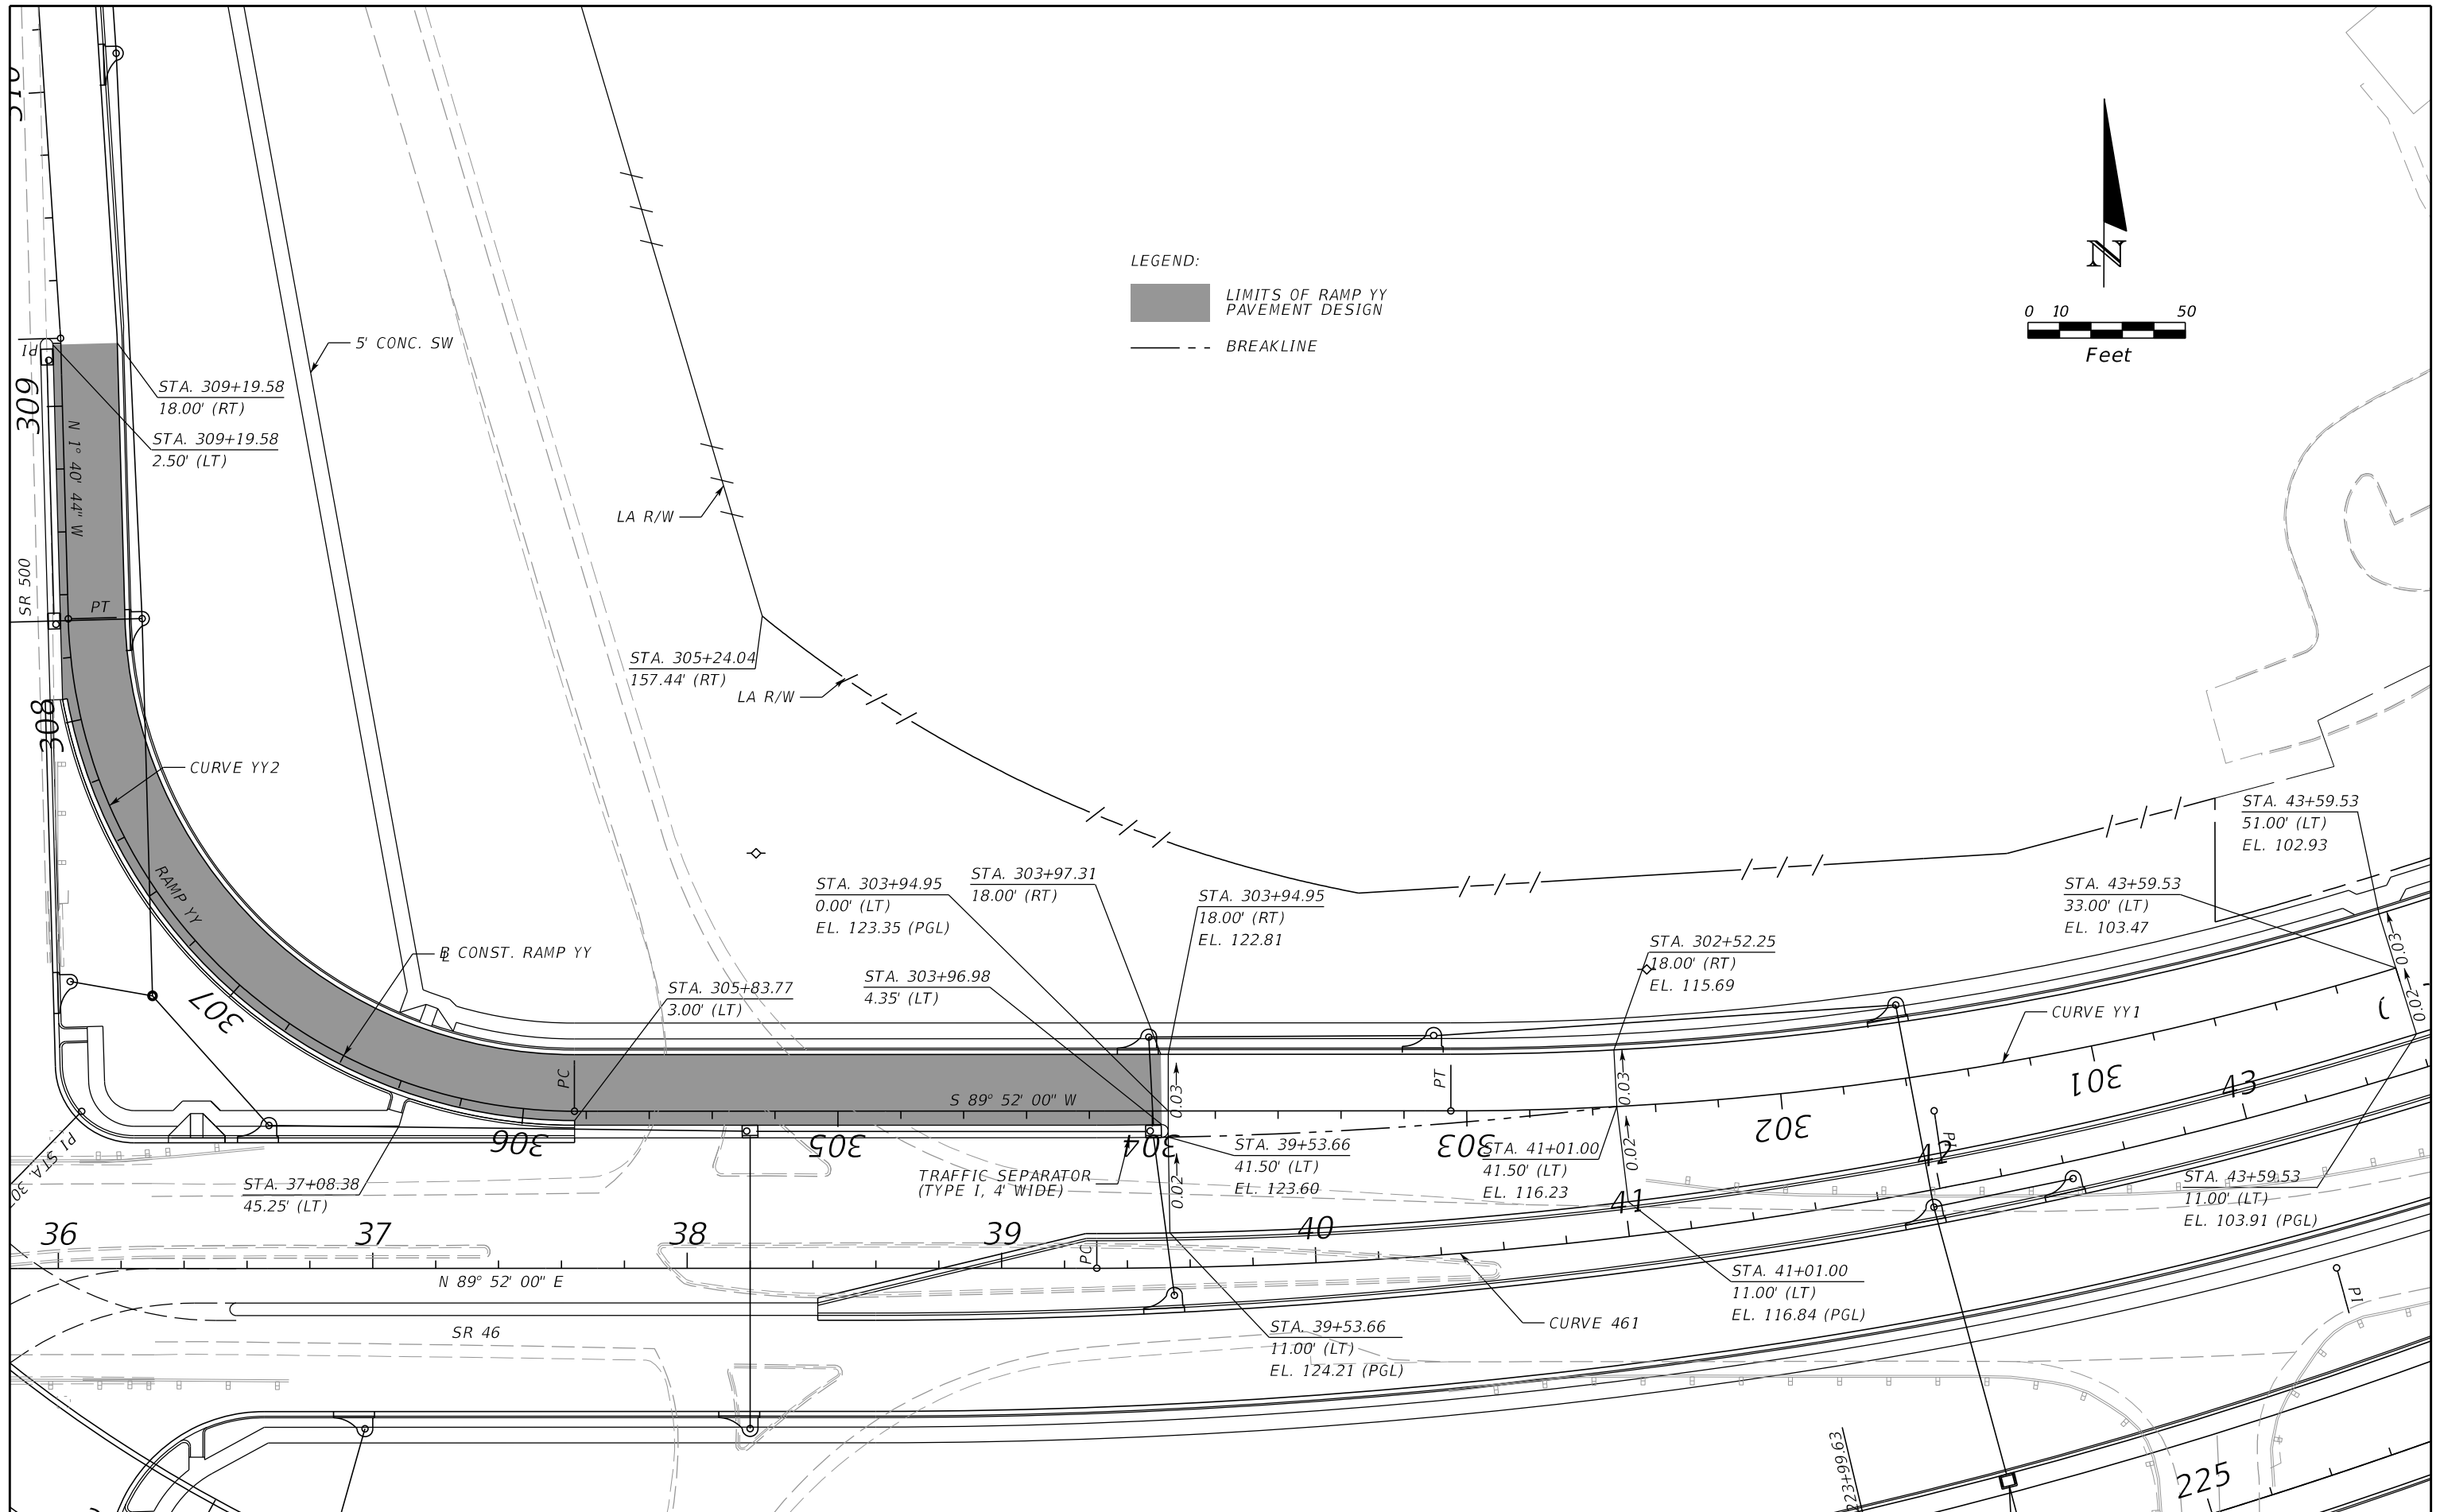 310
LEGEND:
LIMITS OF RAMP YY
PAVEMENT DESIGN
BREAKLINE
N
0 10 50
Feet
5' CONC. SW
PI
309
STA. 309+19.58
18.00' (RT)
STA. 309+19.58
2.50' (LT)
N 1° 40' 44" W
LA R/W
SR 500
PT
STA. 305+24.04
157.44' (RT)
LA R/W
308
CURVE YY2
RAMP YY
307
B CONST. RAMP YY
STA. 305+83.77
3.00' (LT)
STA. 303+94.95
0.00' (LT)
EL. 123.35 (PGL)
STA. 303+97.31
18.00' (RT)
STA. 303+94.95
18.00' (RT)
EL. 122.81
STA. 303+96.98
4.35' (LT)
STA. 302+52.25
18.00' (RT)
EL. 115.69
STA. 43+59.53
51.00' (LT)
EL. 102.93
STA. 43+59.53
33.00' (LT)
EL. 103.47
0.03
0.02
CURVE YY1
PC
S 89° 52' 00" W
0.03
PT
0.03
301
43
306
305
304
303
302
42
PI
PI STA. 30
STA. 37+08.38
45.25' (LT)
TRAFFIC SEPARATOR
(TYPE I, 4' WIDE)
0.02
STA. 39+53.66
41.50' (LT)
EL. 123.60
STA. 41+01.00
41.50' (LT)
EL. 116.23
0.02
STA. 43+59.53
11.00' (LT)
EL. 103.91 (PGL)
36
37
38
39
40
41
PC
N 89° 52' 00" E
SR 46
STA. 39+53.66
11.00' (LT)
EL. 124.21 (PGL)
CURVE 461
STA. 41+01.00
11.00' (LT)
EL. 116.84 (PGL)
PI
223+99.63
225